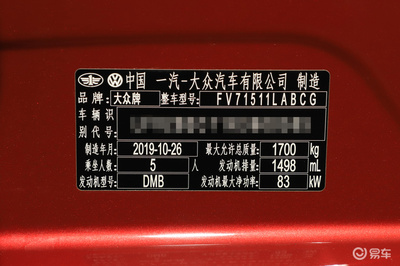 中国 一汽-大众汽车有限公司 制造
品牌: 大众牌 整车型号: FV71511LABCG
车辆识
别代号:
制造年月: 2019-10-26 最大允许总质量: 1700 kg
乘坐人数: 5 人 发动机排量: 1498 mL
发动机型号: DMB 发动机最大净功率: 83 kW
易车